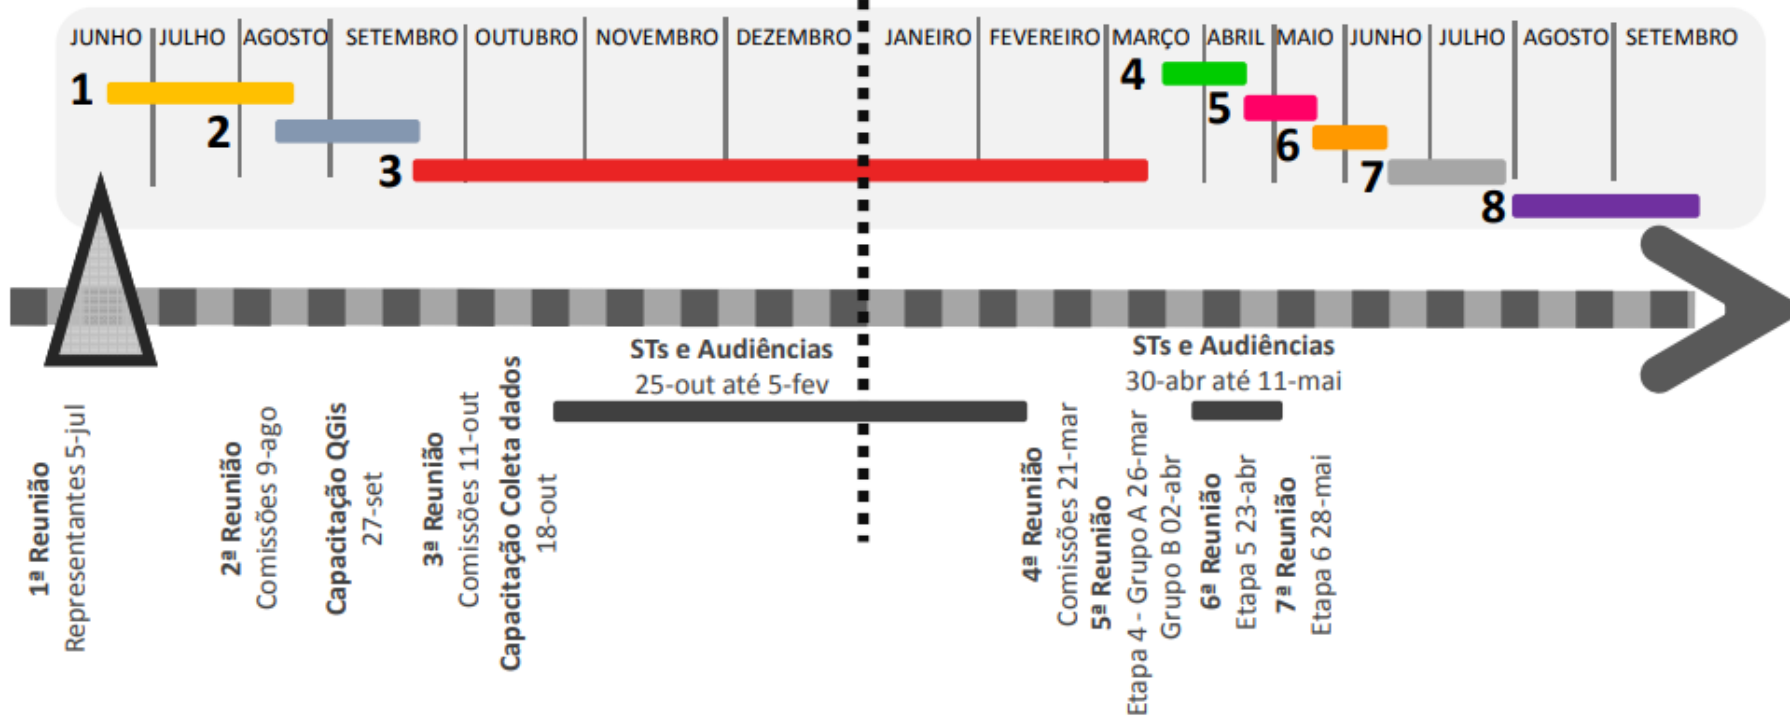 JUNHO JULHO AGOSTO SETEMBRO OUTUBRO NOVEMBRO DEZEMBRO JANEIRO FEVEREIRO MARÇO ABRIL MAIO JUNHO JULHO AGOSTO SETEMBRO
1
2
3
4
5
6
7
8
STs e Audiências
25-out até 5-fev
STs e Audiências
30-abr até 11-mai
1ª Reunião
Representantes 5-jul
2ª Reunião
Comissões 9-ago
Capacitação QGis
27-set
3ª Reunião
Comissões 11-out
Capacitação Coleta dados
18-out
4ª Reunião
Comissões 21-mar
5ª Reunião
Etapa 4 - Grupo A 26-mar
Grupo B 02-abr
6ª Reunião
Etapa 5 23-abr
7ª Reunião
Etapa 6 28-mai